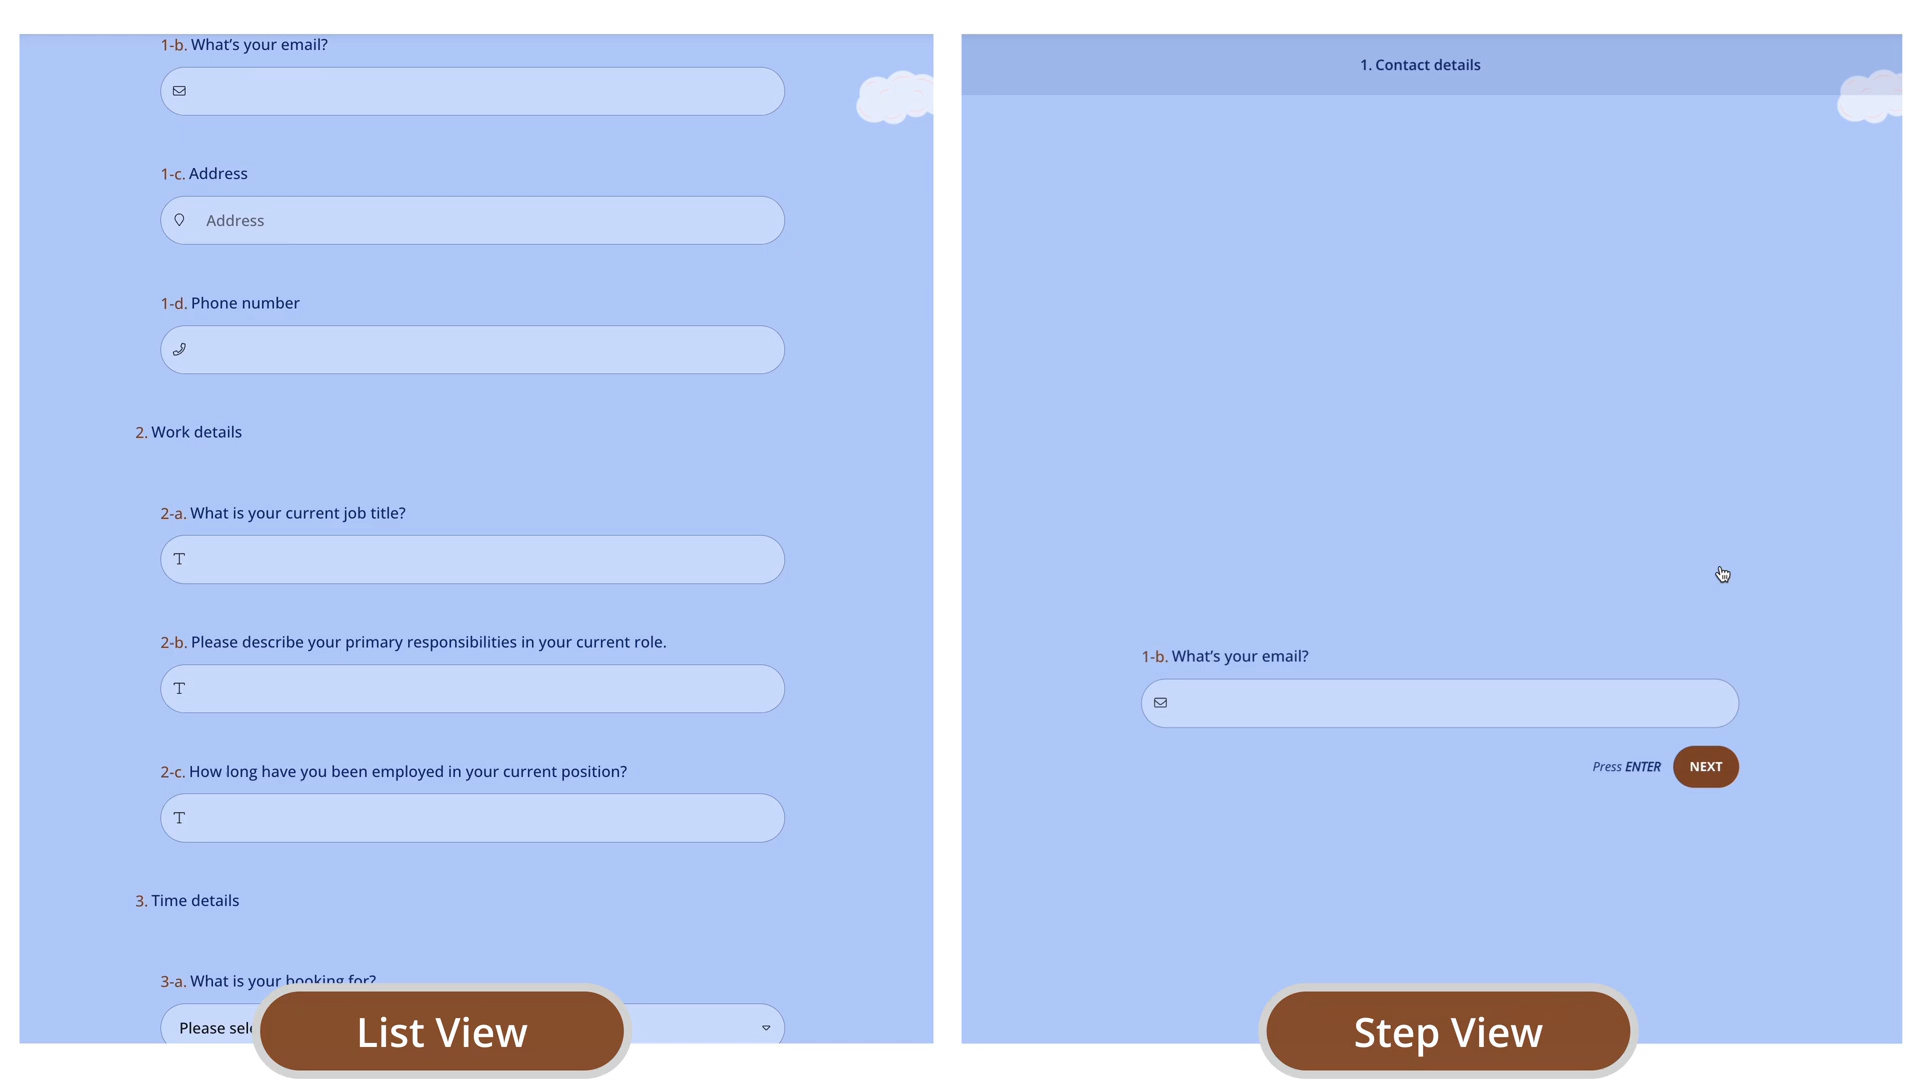 1-b. What's your email?
1-c. Address
Address
1-d. Phone number
2. Work details
2-a. What is your current job title?
T
2-b. Please describe your primary responsibilities in your current role.
T
2-c. How long have you been employed in your current position?
T
3. Time details
3-a. What is your booking for?
Please sele
List View
1. Contact details
1-b. What's your email?
Press ENTER NEXT
Step View